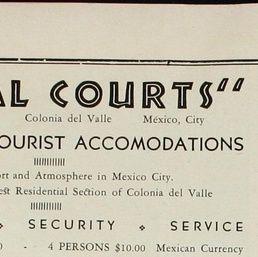 AL COURTS"
Colonia del Valle México, City
OURIST ACCOMODATIONS
ort and Atmosphere in Mexico City.
est Residential Section of Colonia del Valle
SECURITY SERVICE
0 - 4 PERSONS $10.00 Mexican Currency